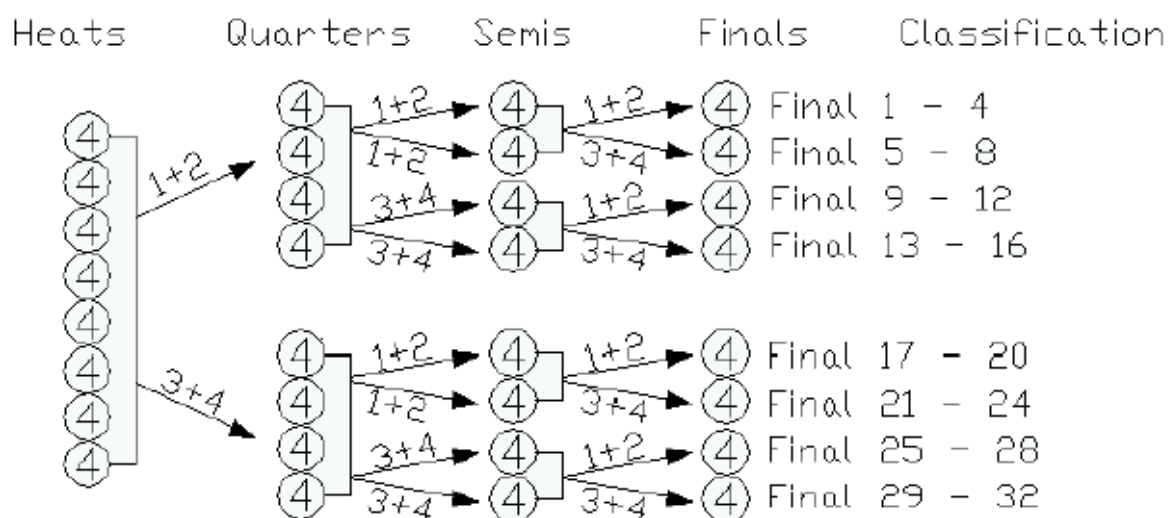 Heats Quarters Semis Finals Classification
4 1+2 4 1+2 4 Final 1 - 4
4 4 1+2 4 3+4 4 Final 5 - 8
4 1+2 4 3+4 4 1+2 4 Final 9 - 12
4 4 3+4 4 3+4 4 Final 13 - 16
4
4
4 3+4 4 1+2 4 1+2 4 Final 17 - 20
4 4 1+2 4 3+4 4 Final 21 - 24
4 4 3+4 4 1+2 4 Final 25 - 28
4 3+4 4 3+4 4 Final 29 - 32